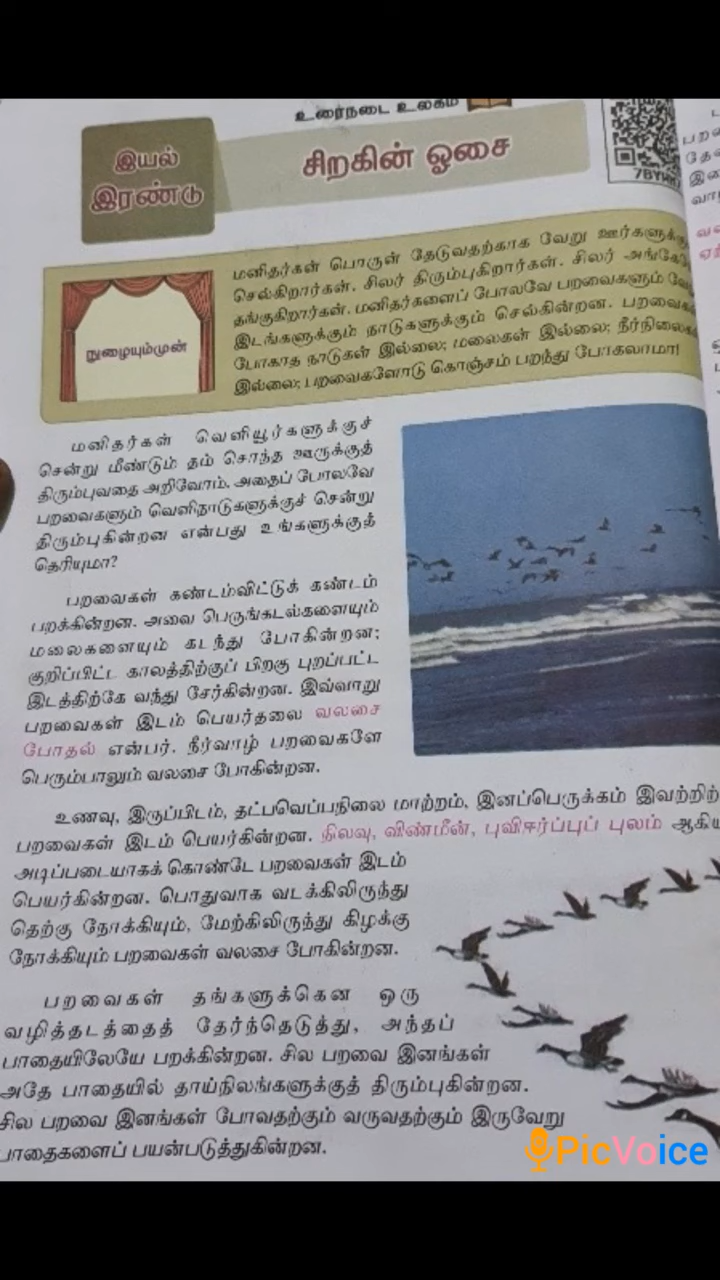 உரைநடை உலகம்
இயல்
இரண்டு
சிறகின் ஓசை
நுழையும்முன்
மனிதர்கள் பொருள் தேடுவதற்காக வேறு ஊர்களுக்கு
செல்கிறார்கள். சிலர் திரும்புகிறார்கள். சிலர் அங்கேயே
தங்குகிறார்கள். மனிதர்களைப் போலவே பறவைகளும்
இடங்களுக்கும் நாடுகளுக்கும் செல்கின்றன.
போகாத நாடுகள் இல்லை; மலைகள் இல்லை;
இல்லை; பறவைகளோடு கொஞ்சம் பறந்து போகலாமா!
மனிதர்கள் வெளியூர்களுக்குச்
சென்று மீண்டும் தம் சொந்த ஊருக்குத்
திரும்புவதை அறிவோம். அதைப் போலவே
பறவைகளும் வெளிநாடுகளுக்குச் சென்று
திரும்புகின்றன என்பது உங்களுக்குத்
தெரியுமா?
பறவைகள் கண்டம்விட்டுக் கண்டம்
பறக்கின்றன. அவை பெருங்கடல்களையும்
மலைகளையும் கடந்து போகின்றன;
குறிப்பிட்ட காலத்திற்குப் பிறகு புறப்பட்ட
இடத்திற்கே வந்து சேர்கின்றன. இவ்வாறு
பறவைகள் இடம் பெயர்தலை வலசை
போதல் என்பர். நீர்வாழ் பறவைகளே
பெரும்பாலும் வலசை போகின்றன.
உணவு, இருப்பிடம், தட்பவெப்பநிலை மாற்றம், இனப்பெருக்கம்
பறவைகள் இடம் பெயர்கின்றன. நிலவு, விண்மீன், புவிஈர்ப்புப் புலம்
அடிப்படையாகக் கொண்டே பறவைகள் இடம்
பெயர்கின்றன. பொதுவாக வடக்கிலிருந்து
தெற்கு நோக்கியும், மேற்கிலிருந்து கிழக்கு
நோக்கியும் பறவைகள் வலசை போகின்றன.
பறவைகள் தங்களுக்கென ஒரு
வழித்தடத்தைத் தேர்ந்தெடுத்து, அந்தப்
பாதையிலேயே பறக்கின்றன. சில பறவை இனங்கள்
அதே பாதையில் தாய்நிலங்களுக்குத் திரும்புகின்றன.
சில பறவை இனங்கள் போவதற்கும் வருவதற்கும் இருவேறு
பாதைகளைப் பயன்படுத்துகின்றன.
PicVoice